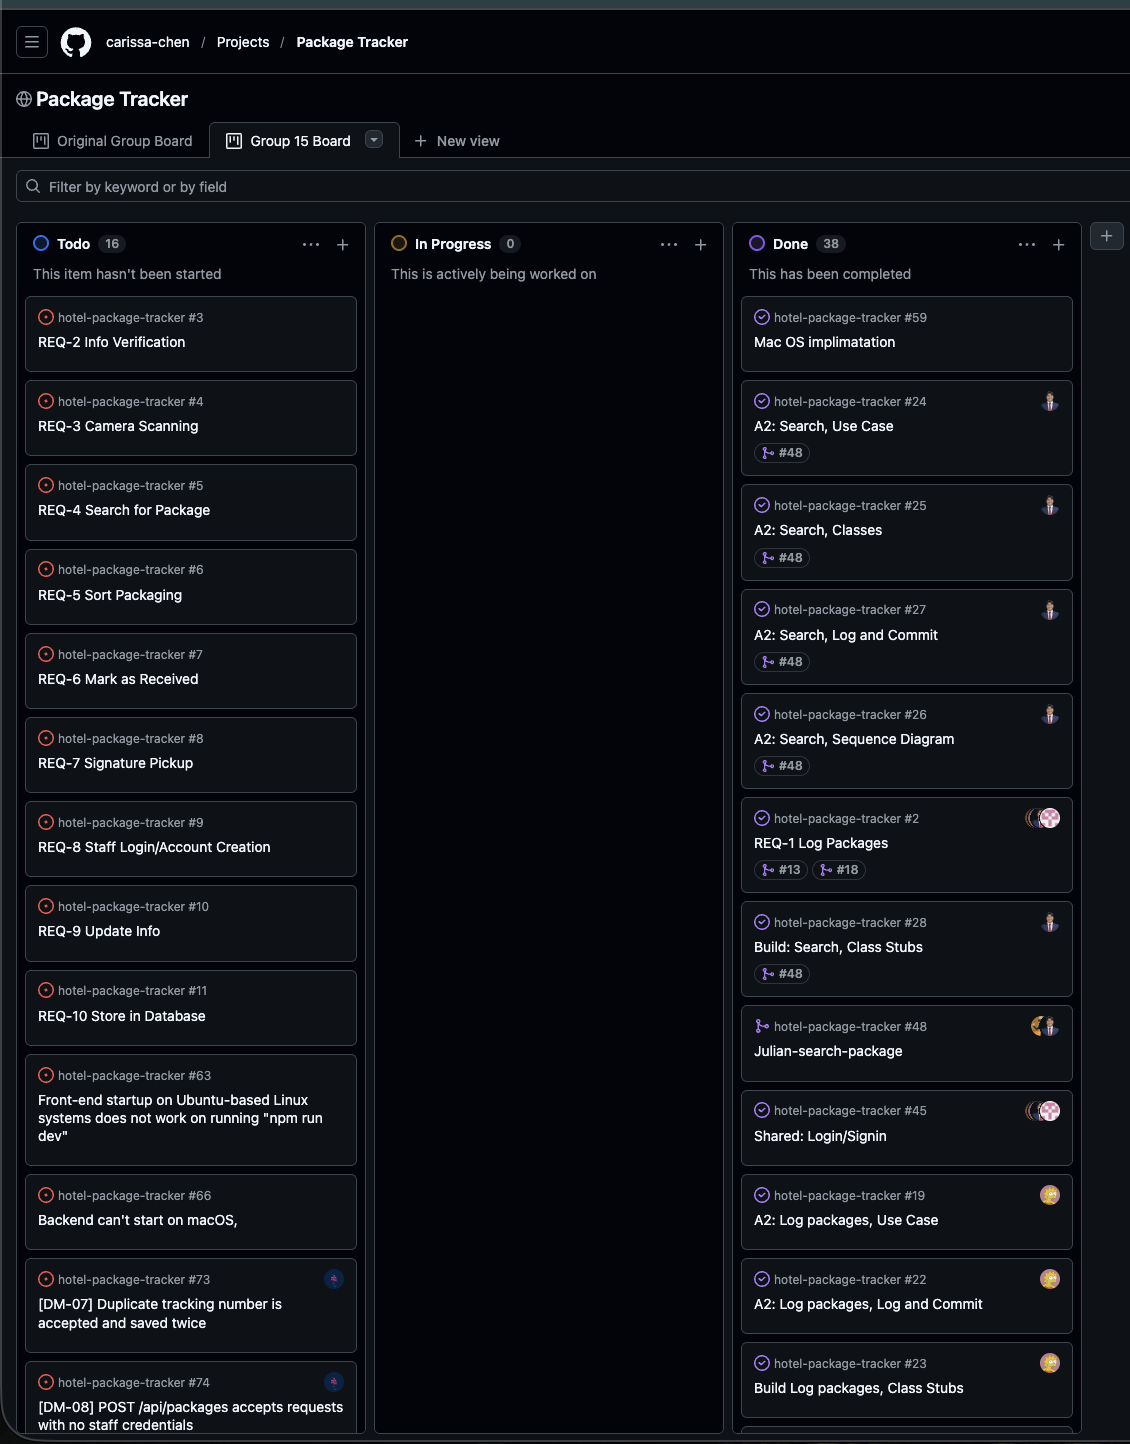 carissa-chen / Projects / Package Tracker
Package Tracker
Original Group Board
Group 15 Board
New view
Filter by keyword or by field
Todo 16
This item hasn't been started
hotel-package-tracker #3
REQ-2 Info Verification
hotel-package-tracker #4
REQ-3 Camera Scanning
hotel-package-tracker #5
REQ-4 Search for Package
hotel-package-tracker #6
REQ-5 Sort Packaging
hotel-package-tracker #7
REQ-6 Mark as Received
hotel-package-tracker #8
REQ-7 Signature Pickup
hotel-package-tracker #9
REQ-8 Staff Login/Account Creation
hotel-package-tracker #10
REQ-9 Update Info
hotel-package-tracker #11
REQ-10 Store in Database
hotel-package-tracker #63
Front-end startup on Ubuntu-based Linux
systems does not work on running "npm run
dev"
hotel-package-tracker #66
Backend can't start on macOS,
hotel-package-tracker #73
[DM-07] Duplicate tracking number is
accepted and saved twice
hotel-package-tracker #74
[DM-08] POST /api/packages accepts requests
with no staff credentials
In Progress 0
This is actively being worked on
Done 38
This has been completed
hotel-package-tracker #59
Mac OS implimatation
hotel-package-tracker #24
A2: Search, Use Case
#48
hotel-package-tracker #25
A2: Search, Classes
#48
hotel-package-tracker #27
A2: Search, Log and Commit
#48
hotel-package-tracker #26
A2: Search, Sequence Diagram
#48
hotel-package-tracker #2
REQ-1 Log Packages
#13 #18
hotel-package-tracker #28
Build: Search, Class Stubs
#48
hotel-package-tracker #48
Julian-search-package
hotel-package-tracker #45
Shared: Login/Signin
hotel-package-tracker #19
A2: Log packages, Use Case
hotel-package-tracker #22
A2: Log packages, Log and Commit
hotel-package-tracker #23
Build Log packages, Class Stubs